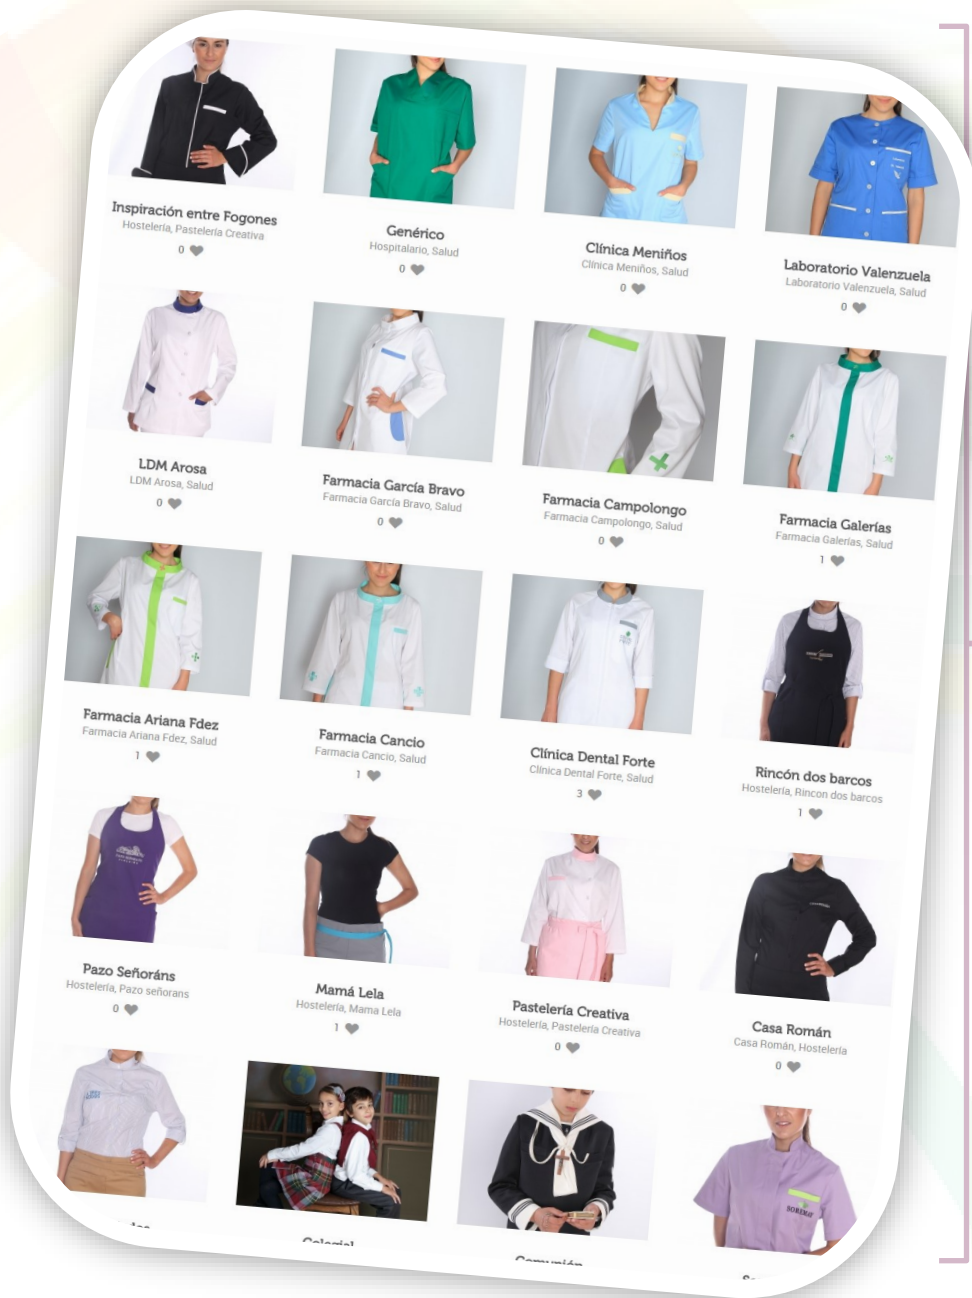 Inspiración entre Fogones
Hostelería, Pastelería Creativa
0
Genérico
Hospitalario, Salud
0
Clínica Meniños
Clínica Meniños, Salud
0
Laboratorio Valenzuela
Laboratorio Valenzuela, Salud
0
LDM Arosa
LDM Arosa, Salud
0
Farmacia García Bravo
Farmacia García Bravo, Salud
0
Farmacia Campolongo
Farmacia Campolongo, Salud
0
Farmacia Galerías
Farmacia Galerías, Salud
1
Farmacia Ariana Fdez
Farmacia Ariana Fdez, Salud
1
Farmacia Cancio
Farmacia Cancio, Salud
1
Clínica Dental Forte
Clínica Dental Forte, Salud
3
Rincón dos barcos
Hostelería, Rincon dos barcos
1
Pazo Señoráns
Hostelería, Pazo señorans
0
Mamá Lela
Hostelería, Mama Lela
1
Pastelería Creativa
Hostelería, Pastelería Creativa
0
Casa Román
Casa Román, Hostelería
0
Colegial
Comunión